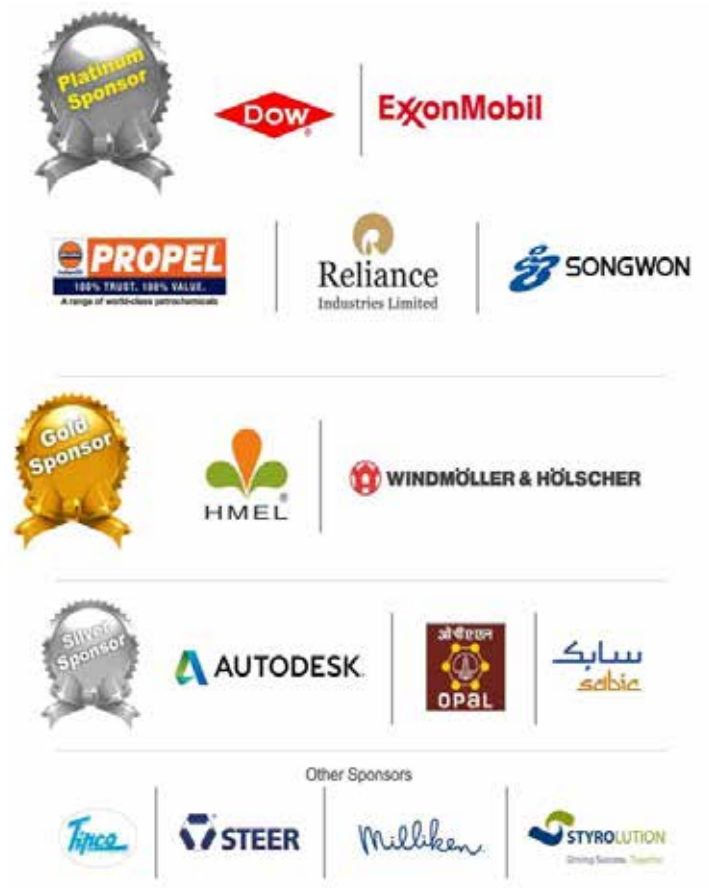 Platinum
Sponsor
DOW
®
ExxonMobil
IndianOil
PROPEL
100% TRUST. 100% VALUE.
A range of world-class petrochemicals
Reliance
Industries Limited
SONGWON
Gold
Sponsor
HMEL
®
WINDMÖLLER & HÖLSCHER
Silver
Sponsor
AUTODESK
ओपीएएल
OPaL
سابك
sabic
Other Sponsors
Tipco
STEER
Milliken
STYROLUTION
Driving Success. Together.